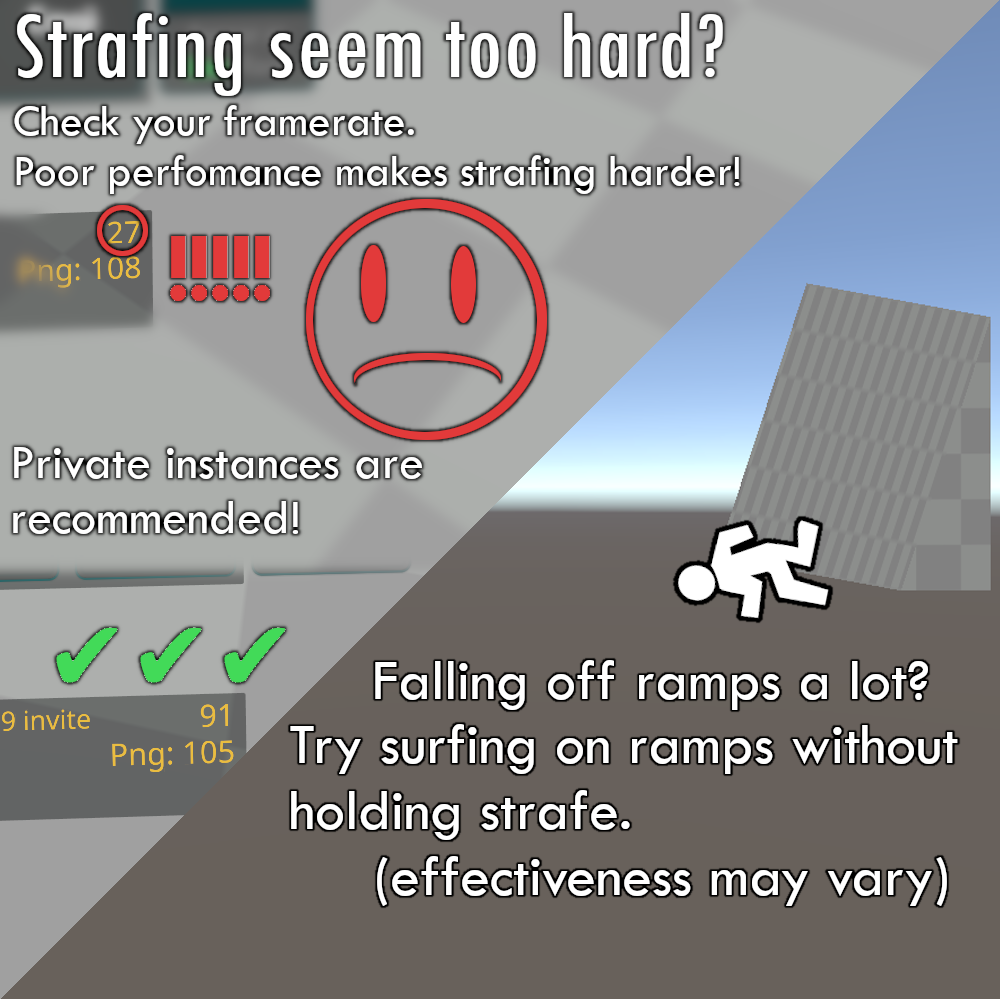 Strafing seem too hard?
Check your framerate.
Poor perfomance makes strafing harder!
27
Png: 108
!!!!!
Private instances are
recommended!
9 invite 91
Png: 105
Falling off ramps a lot?
Try surfing on ramps without
holding strafe.
(effectiveness may vary)